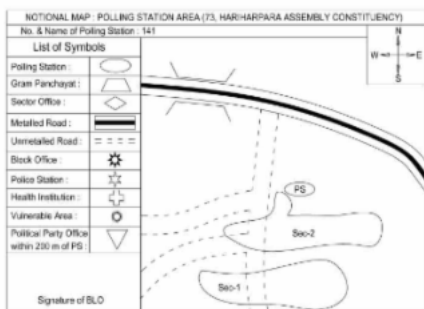 NOTIONAL MAP : POLLING STATION AREA (73, HARIHARPARA ASSEMBLY CONSTITUENCY)
No. & Name of Polling Station : 141
List of Symbols
Polling Station :
Gram Panchayat :
Sector Office :
Metalled Road :
Unmetalled Road :
Block Office :
Police Station :
Health Institution :
Vulnerable Area :
Political Party Office
within 200 m of PS :
Signature of BLO
N
W
E
S
PS
Sec-2
Sec-1